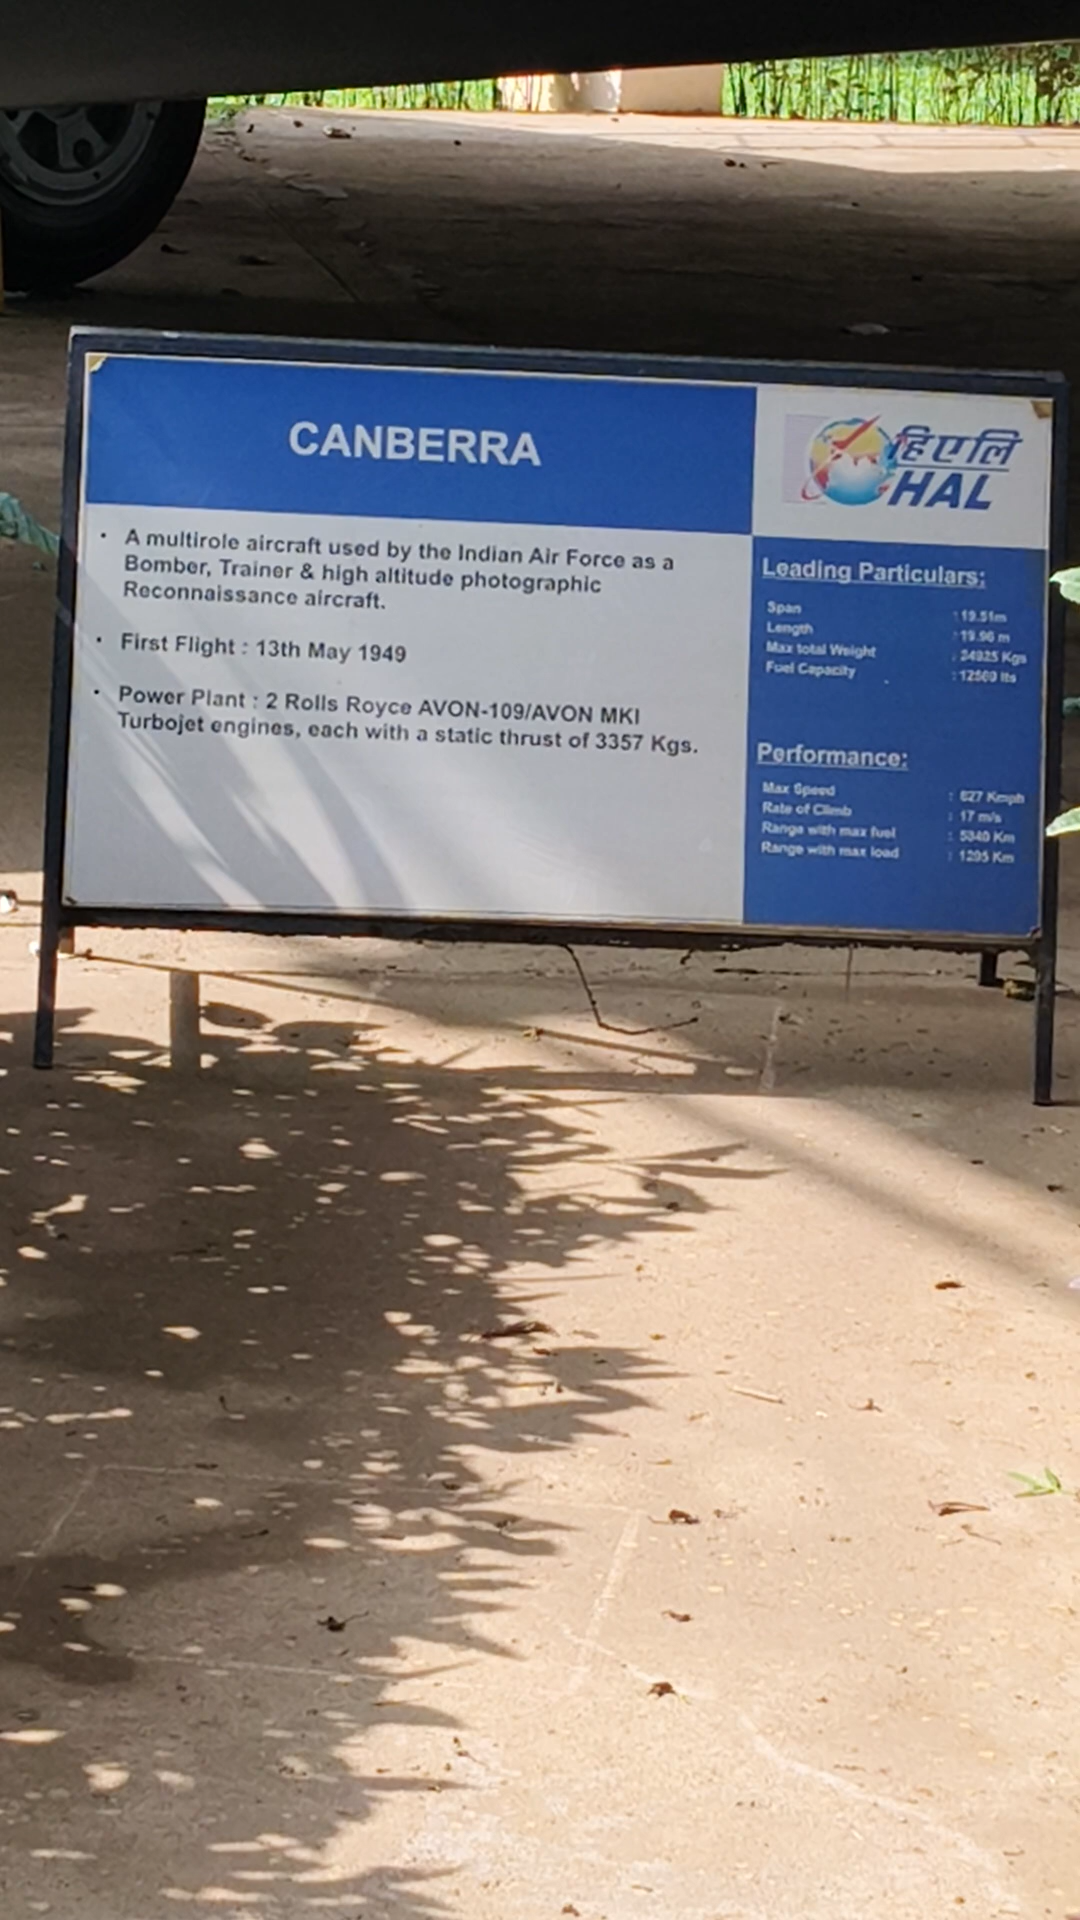 CANBERRA
हिएलि
HAL
• A multirole aircraft used by the Indian Air Force as a
Bomber, Trainer & high altitude photographic
Reconnaissance aircraft.
• First Flight : 13th May 1949
• Power Plant : 2 Rolls Royce AVON-109/AVON MKI
Turbojet engines, each with a static thrust of 3357 Kgs.
Leading Particulars:
Span : 19.51m
Length : 19.96 m
Max total Weight : 24925 Kgs
Fuel Capacity : lts
Performance:
Max Speed : 827 Kmph
Rate of Climb : 17 m/s
Range with max fuel : 5840 Km
Range with max load : 1295 Km